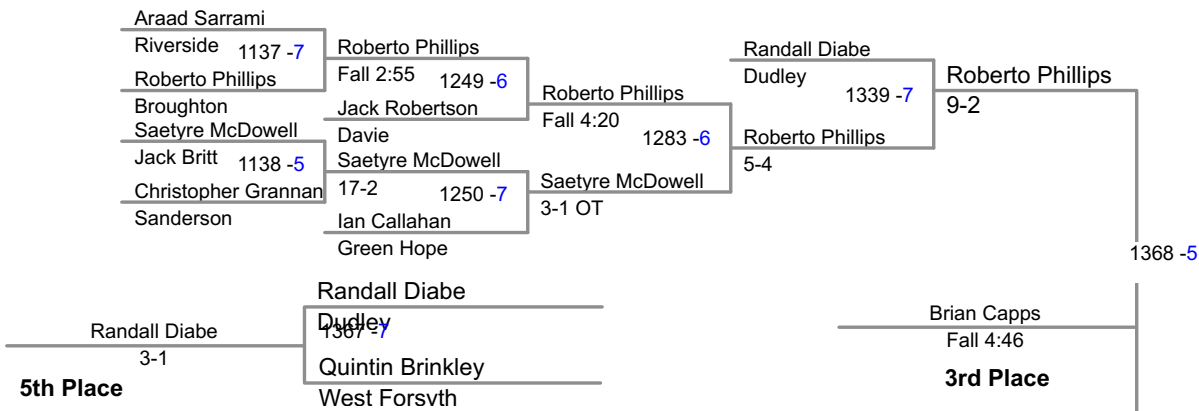 Araad Sarrami
Riverside
1137 -7
Roberto Phillips
Broughton
Saetyre McDowell
Jack Britt
1138 -5
Christopher Grannan
Sanderson
Roberto Phillips
Fall 2:55
1249 -6
Jack Robertson
Davie
Saetyre McDowell
17-2
1250 -7
Ian Callahan
Green Hope
Roberto Phillips
Fall 4:20
1283 -6
Saetyre McDowell
3-1 OT
Randall Diabe
Dudley
1339 -7
Roberto Phillips
5-4
Roberto Phillips
9-2
1368 -5
Brian Capps
Fall 4:46
3rd Place
Randall Diabe
Dudley
1367 -7
Quintin Brinkley
West Forsyth
Randall Diabe
3-1
5th Place